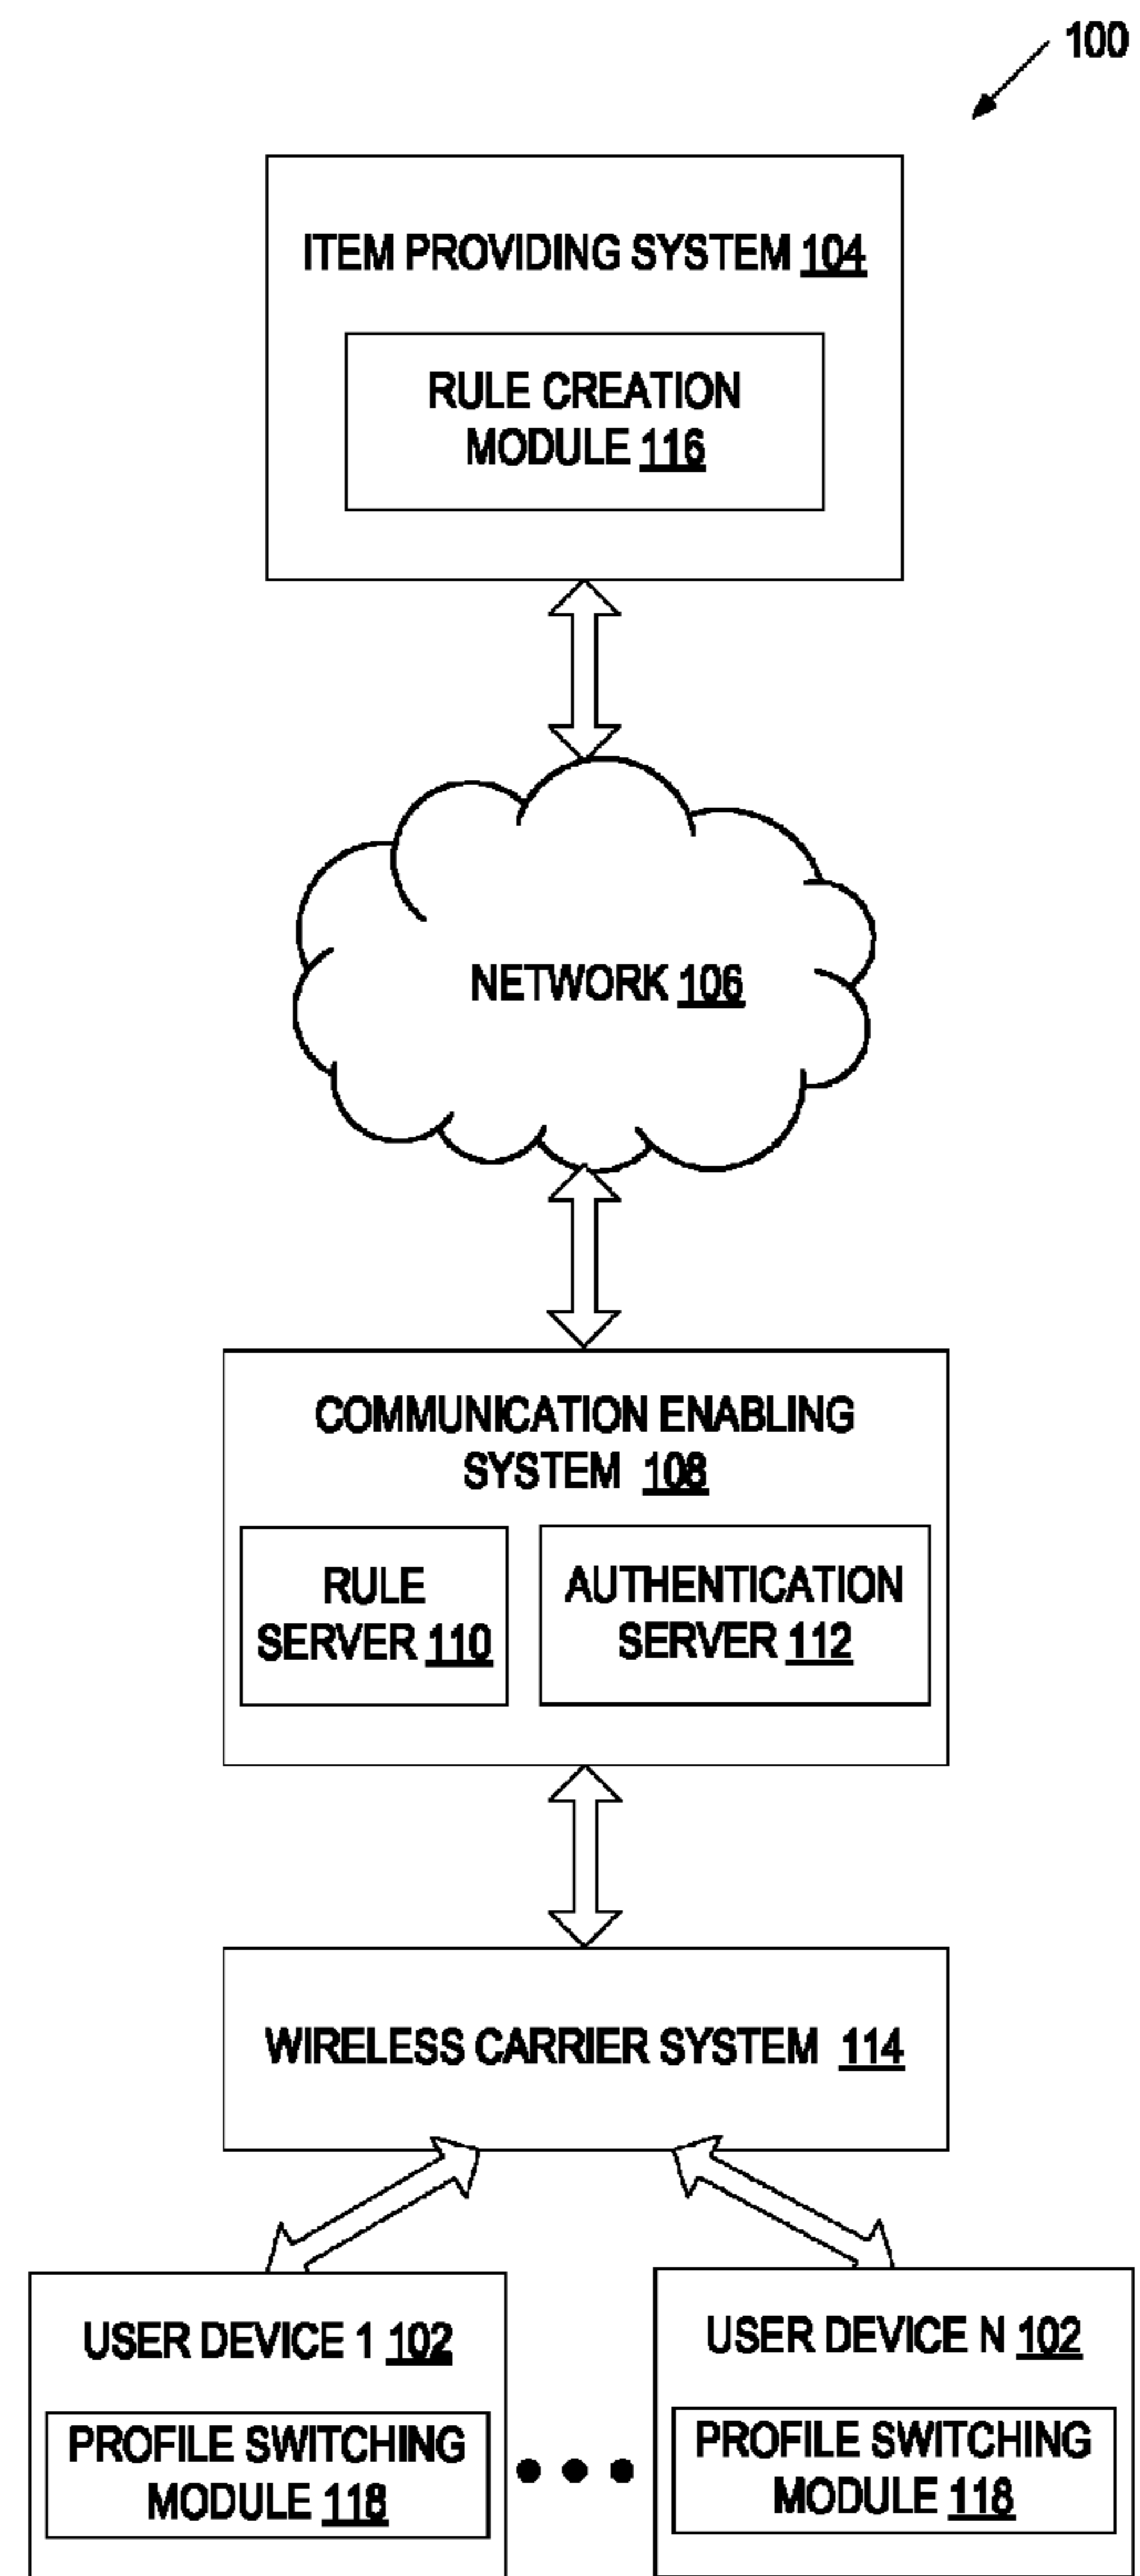 100
ITEM PROVIDING SYSTEM 104
RULE CREATION
MODULE 116
NETWORK 106
COMMUNICATION ENABLING
SYSTEM 108
RULE
SERVER 110
AUTHENTICATION
SERVER 112
WIRELESS CARRIER SYSTEM 114
USER DEVICE 1 102
PROFILE SWITCHING
MODULE 118
USER DEVICE N 102
PROFILE SWITCHING
MODULE 118